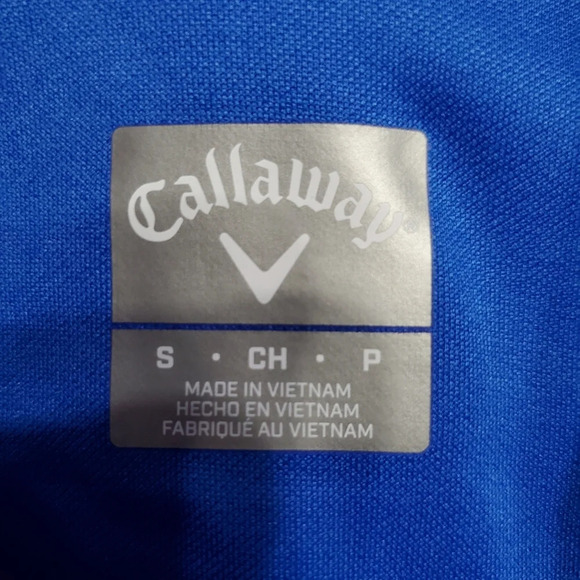 Callaway®
S • CH • P
MADE IN VIETNAM
HECHO EN VIETNAM
FABRIQUÉ AU VIETNAM